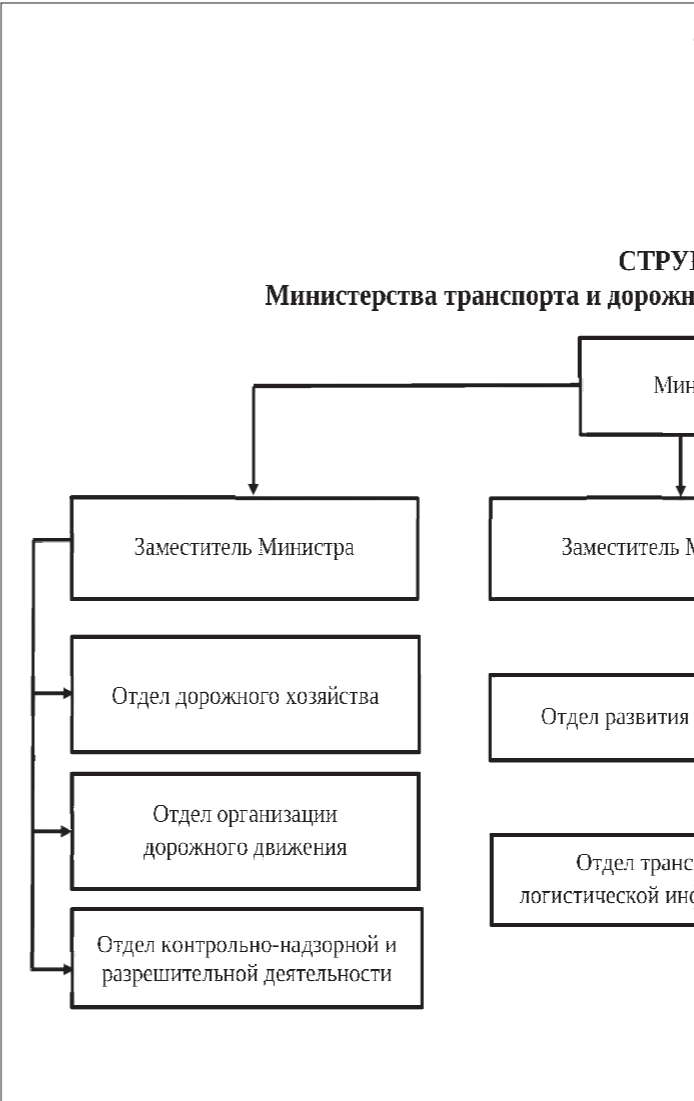 СТРУ
Министерства транспорта и дорожн
Мин
Заместитель Министра
Заместитель М
Отдел дорожного хозяйства
Отдел развития
Отдел организации
дорожного движения
Отдел транс
логистической инф
Отдел контрольно-надзорной и
разрешительной деятельности